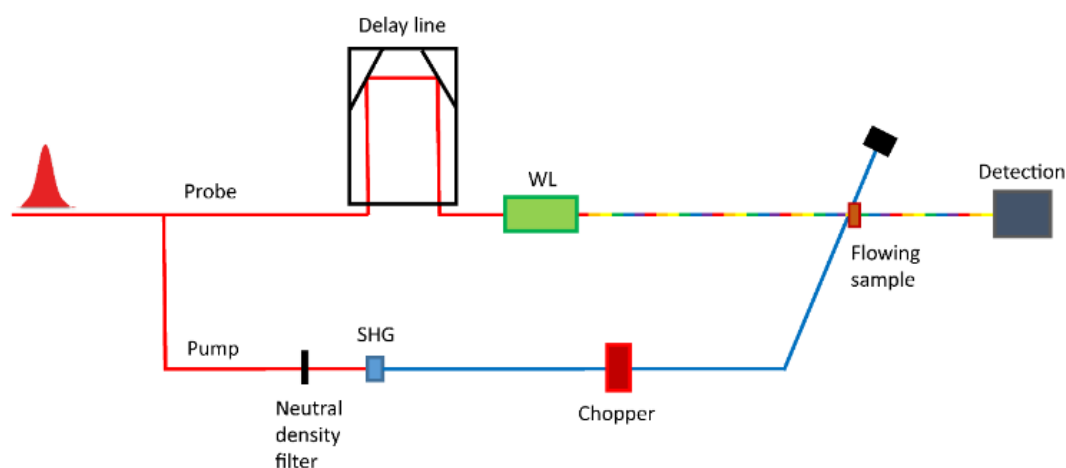 Delay line
Probe
WL
Detection
Flowing
sample
Pump
SHG
Neutral
density
filter
Chopper